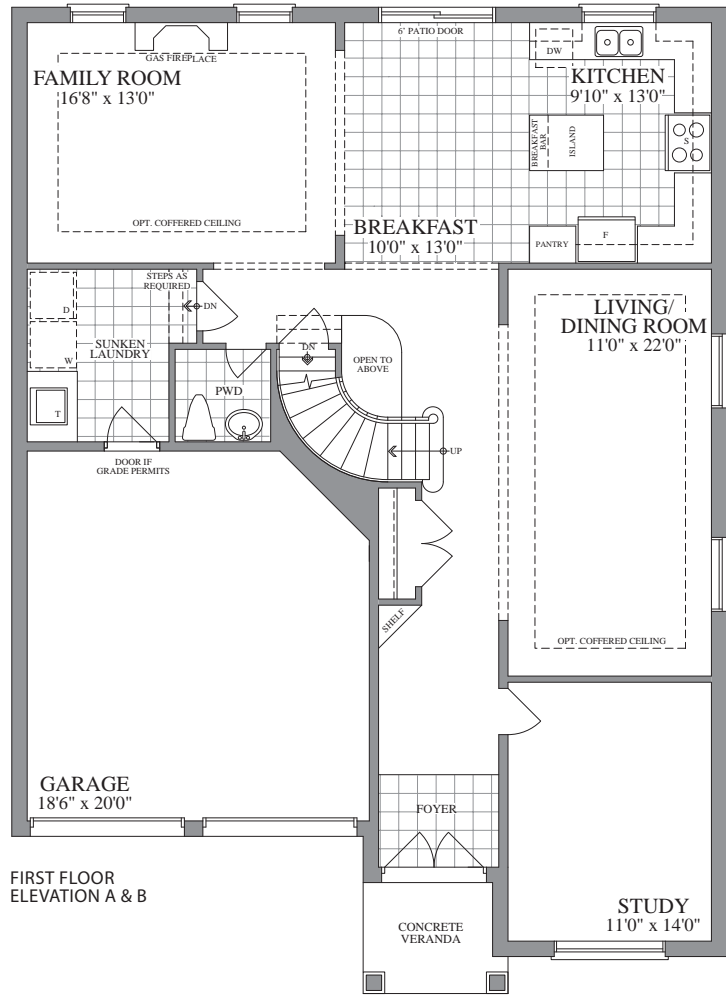 6' PATIO DOOR
GAS FIREPLACE
DW
FAMILY ROOM
16'8" x 13'0"
KITCHEN
9'10" x 13'0"
BREAKFAST
BAR
ISLAND
S
OPT. COFFERED CEILING
BREAKFAST
10'0" x 13'0"
PANTRY
F
STEPS AS
REQUIRED
D
DN
LIVING/
DINING ROOM
11'0" x 22'0"
SUNKEN
LAUNDRY
W
DN
OPEN TO
ABOVE
PWD
T
UP
DOOR IF
GRADE PERMITS
SHELF
OPT. COFFERED CEILING
GARAGE
18'6" x 20'0"
FOYER
FIRST FLOOR
ELEVATION A & B
STUDY
11'0" x 14'0"
CONCRETE
VERANDA